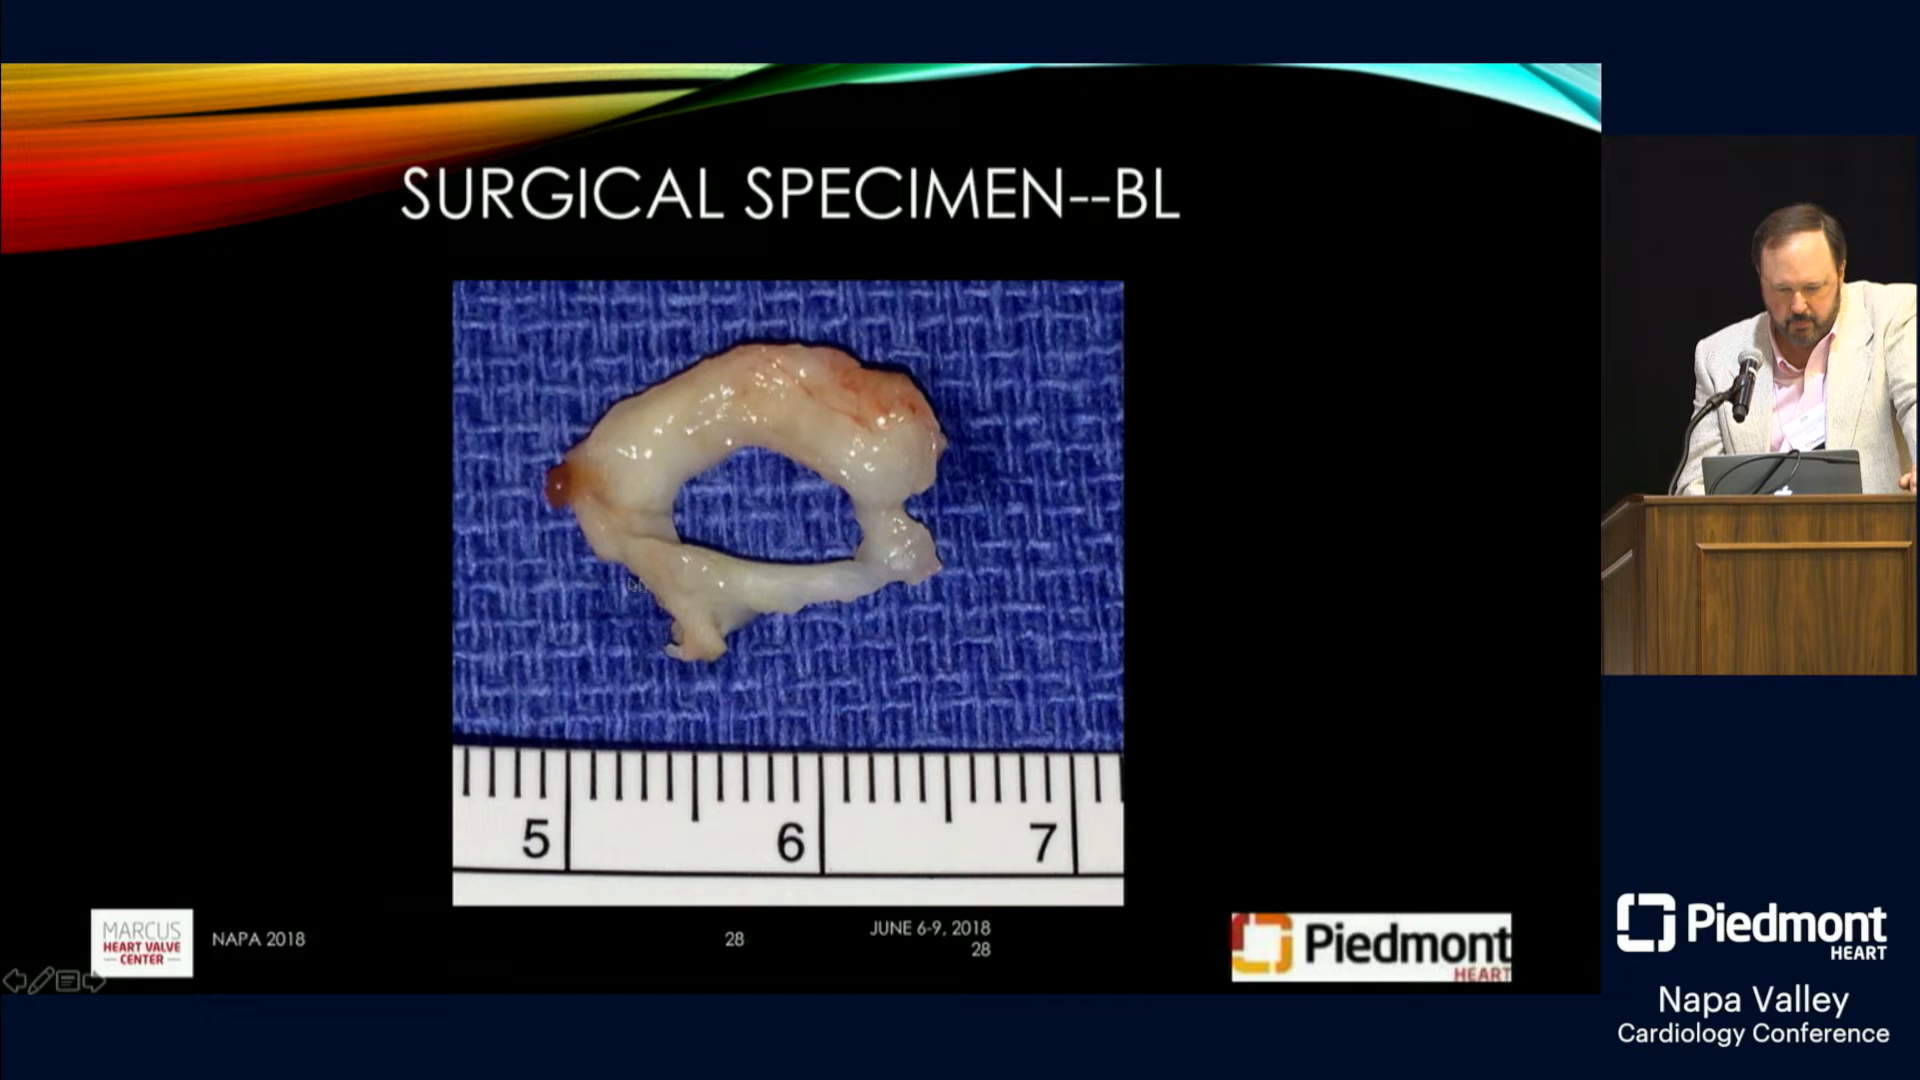 SURGICAL SPECIMEN--BL
5 6 7
MARCUS
HEART VALVE
CENTER
NAPA 2018
28
JUNE 6-9, 2018
28
Piedmont
HEART
Piedmont
HEART
Napa Valley
Cardiology Conference